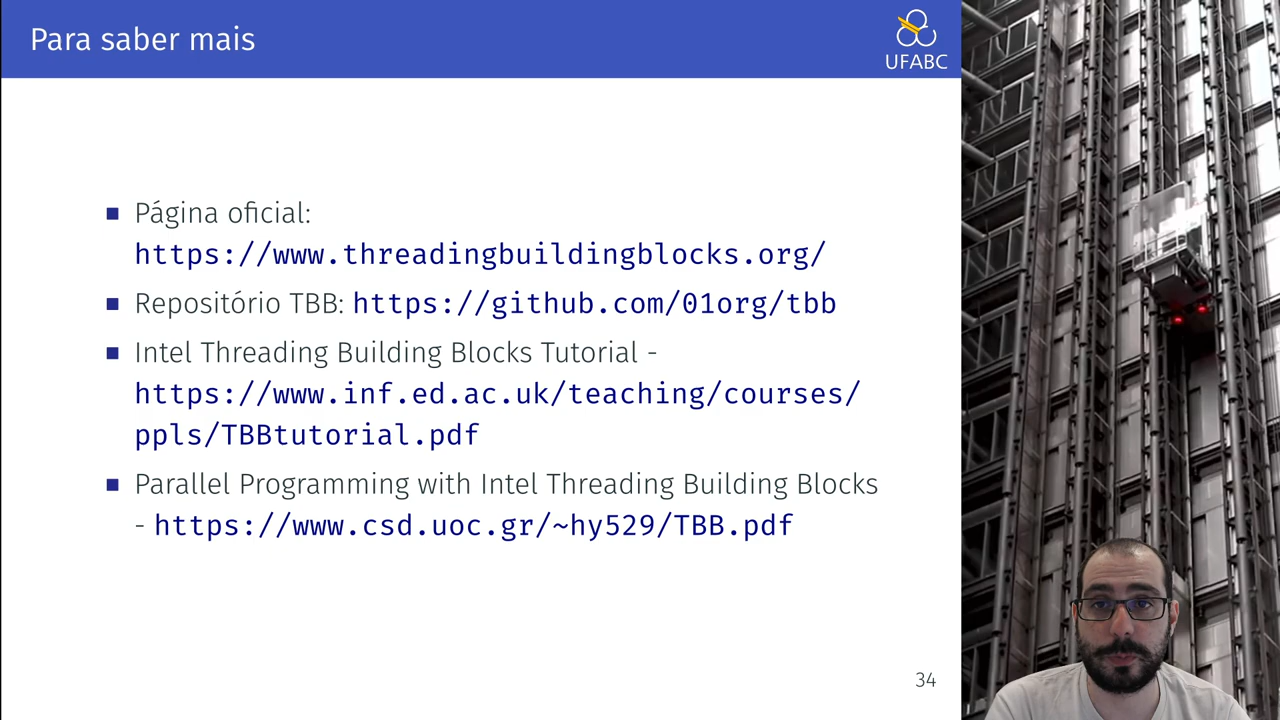 Para saber mais
UFABC
Página oficial:
https://www.threadingbuildingblocks.org/
Repositório TBB: https://github.com/01org/tbb
Intel Threading Building Blocks Tutorial -
https://www.inf.ed.ac.uk/teaching/courses/
ppls/TBBtutorial.pdf
Parallel Programming with Intel Threading Building Blocks
- https://www.csd.uoc.gr/~hy529/TBB.pdf
34